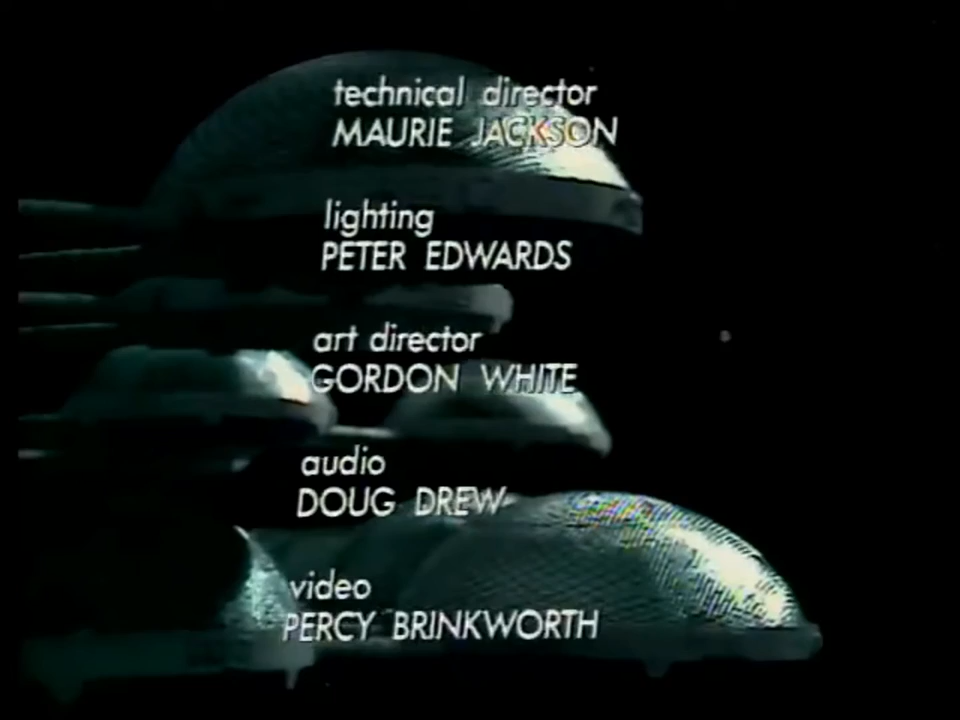 technical director
MAURIE JACKSON
lighting
PETER EDWARDS
art director
GORDON WHITE
audio
DOUG DREW
video
PERCY BRINKWORTH